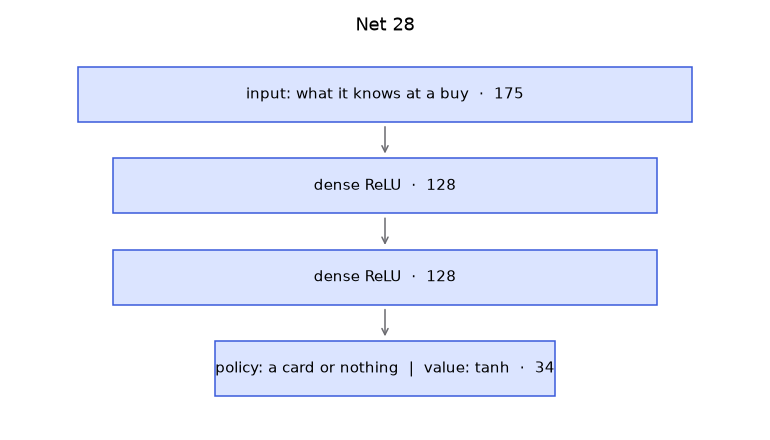 Net 28
input: what it knows at a buy · 175
dense ReLU · 128
dense ReLU · 128
policy: a card or nothing | value: tanh · 34